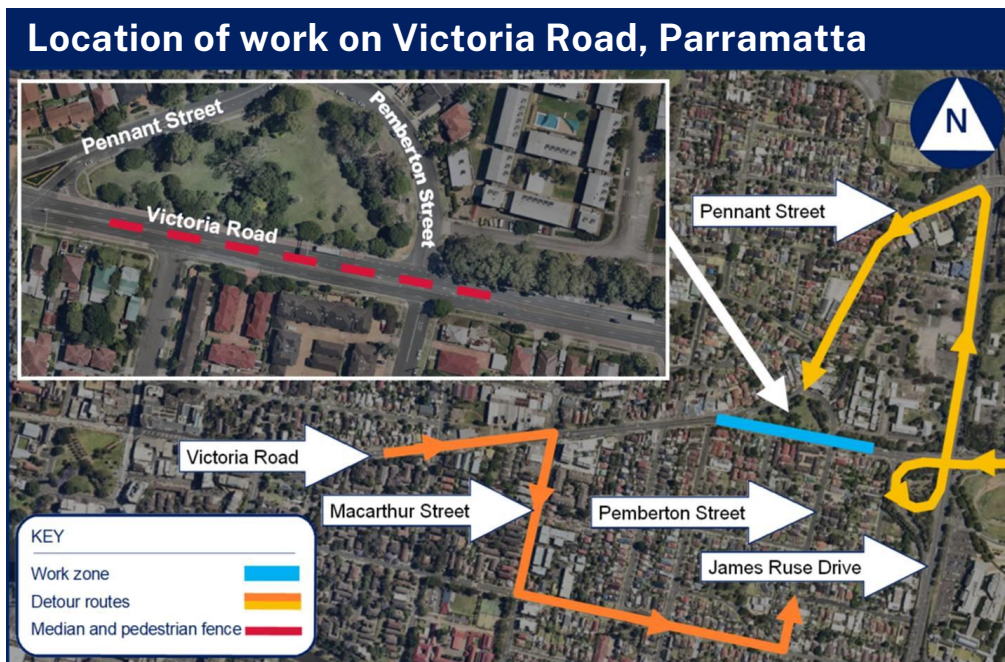 Location of work on Victoria Road, Parramatta
Pennant Street
Pemberton Street
Victoria Road
N
Pennant Street
Victoria Road
Macarthur Street
Pemberton Street
James Ruse Drive
KEY
Work zone
Detour routes
Median and pedestrian fence